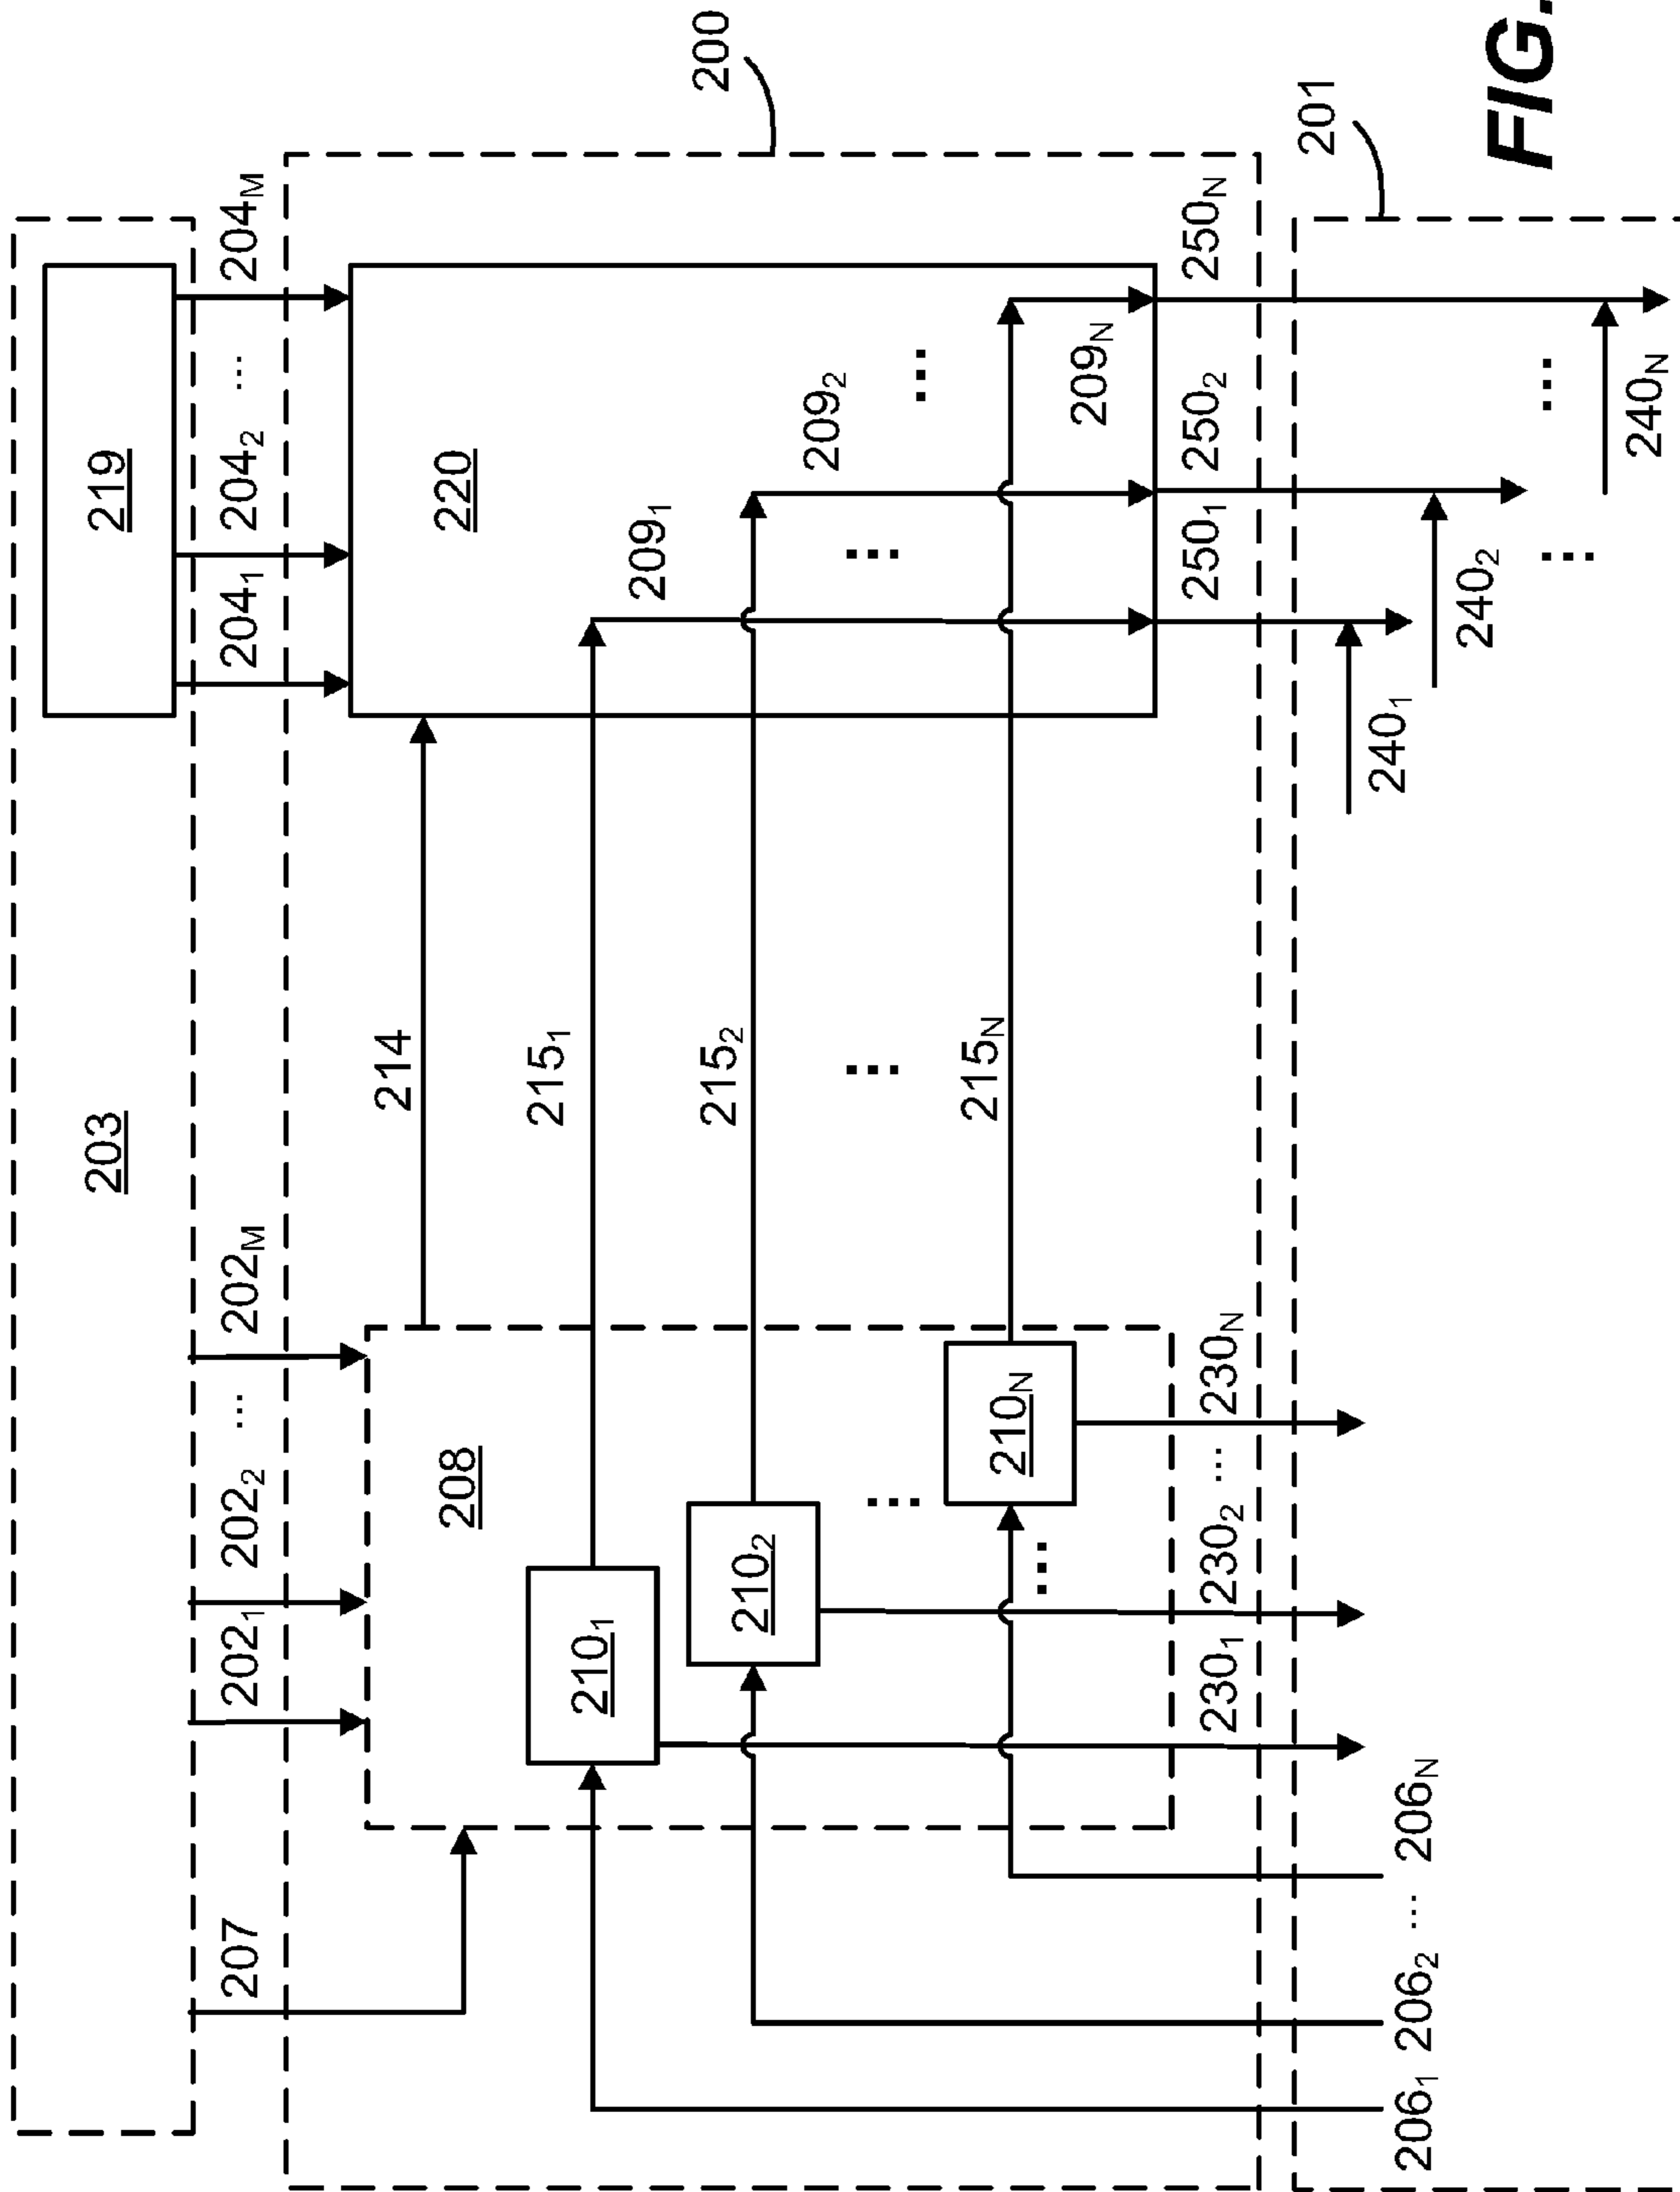 200
201
FIG.
203
219
207
202₁ 202₂ ... 202M
204₁ 204₂ ... 204M
208
220
214
210₁
215₁
209₁
210₂
215₂
209₂
...
...
...
...
210N
215N
209N
...
...
230₁ 230₂ ... 230N
250₁ 250₂ 250N
206₁ 206₂ ... 206N
240₁
240₂
...
...
240N